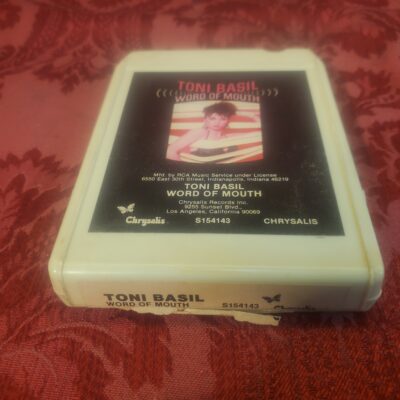 TONI BASIL
WORD OF MOUTH
Mfd. by RCA Music Service under License
6550 East 30th Street, Indianapolis, Indiana 46219
TONI BASIL
WORD OF MOUTH
Chrysalis Records Inc.
9255 Sunset Blvd.,
Los Angeles, California 90069
Chrysalis S154143 CHRYSALIS
TONI BASIL
WORD OF MOUTH S154143